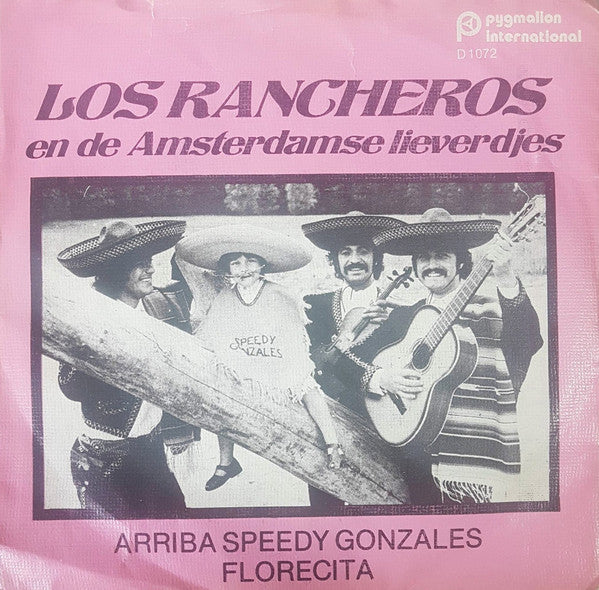 pygmalion
international
D 1072
LOS RANCHEROS
en de Amsterdamse lieverdjes
SPEEDY
GONZALES
ARRIBA SPEEDY GONZALES
FLORECITA